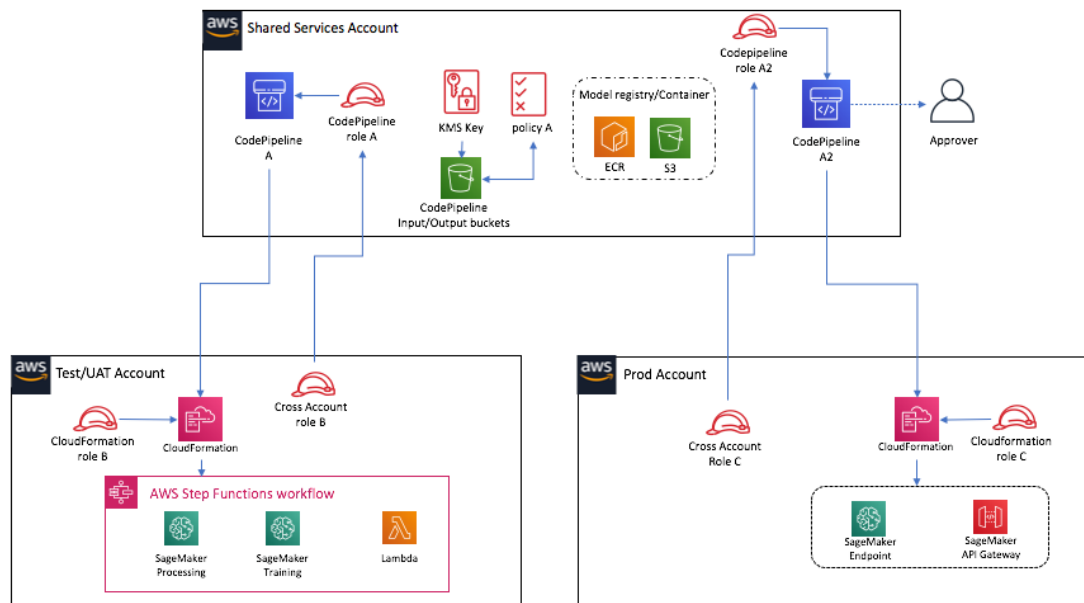 aws
Shared Services Account
CodePipeline
A
CodePipeline
role A
KMS Key
policy A
CodePipeline
Input/Output buckets
Model registry/Container
ECR
S3
Codepipeline
role A2
CodePipeline
A2
Approver
aws
Test/UAT Account
CloudFormation
role B
CloudFormation
Cross Account
role B
AWS Step Functions workflow
SageMaker
Processing
SageMaker
Training
Lambda
aws
Prod Account
Cross Account
Role C
CloudFormation
Cloudformation
role C
SageMaker
Endpoint
SageMaker
API Gateway